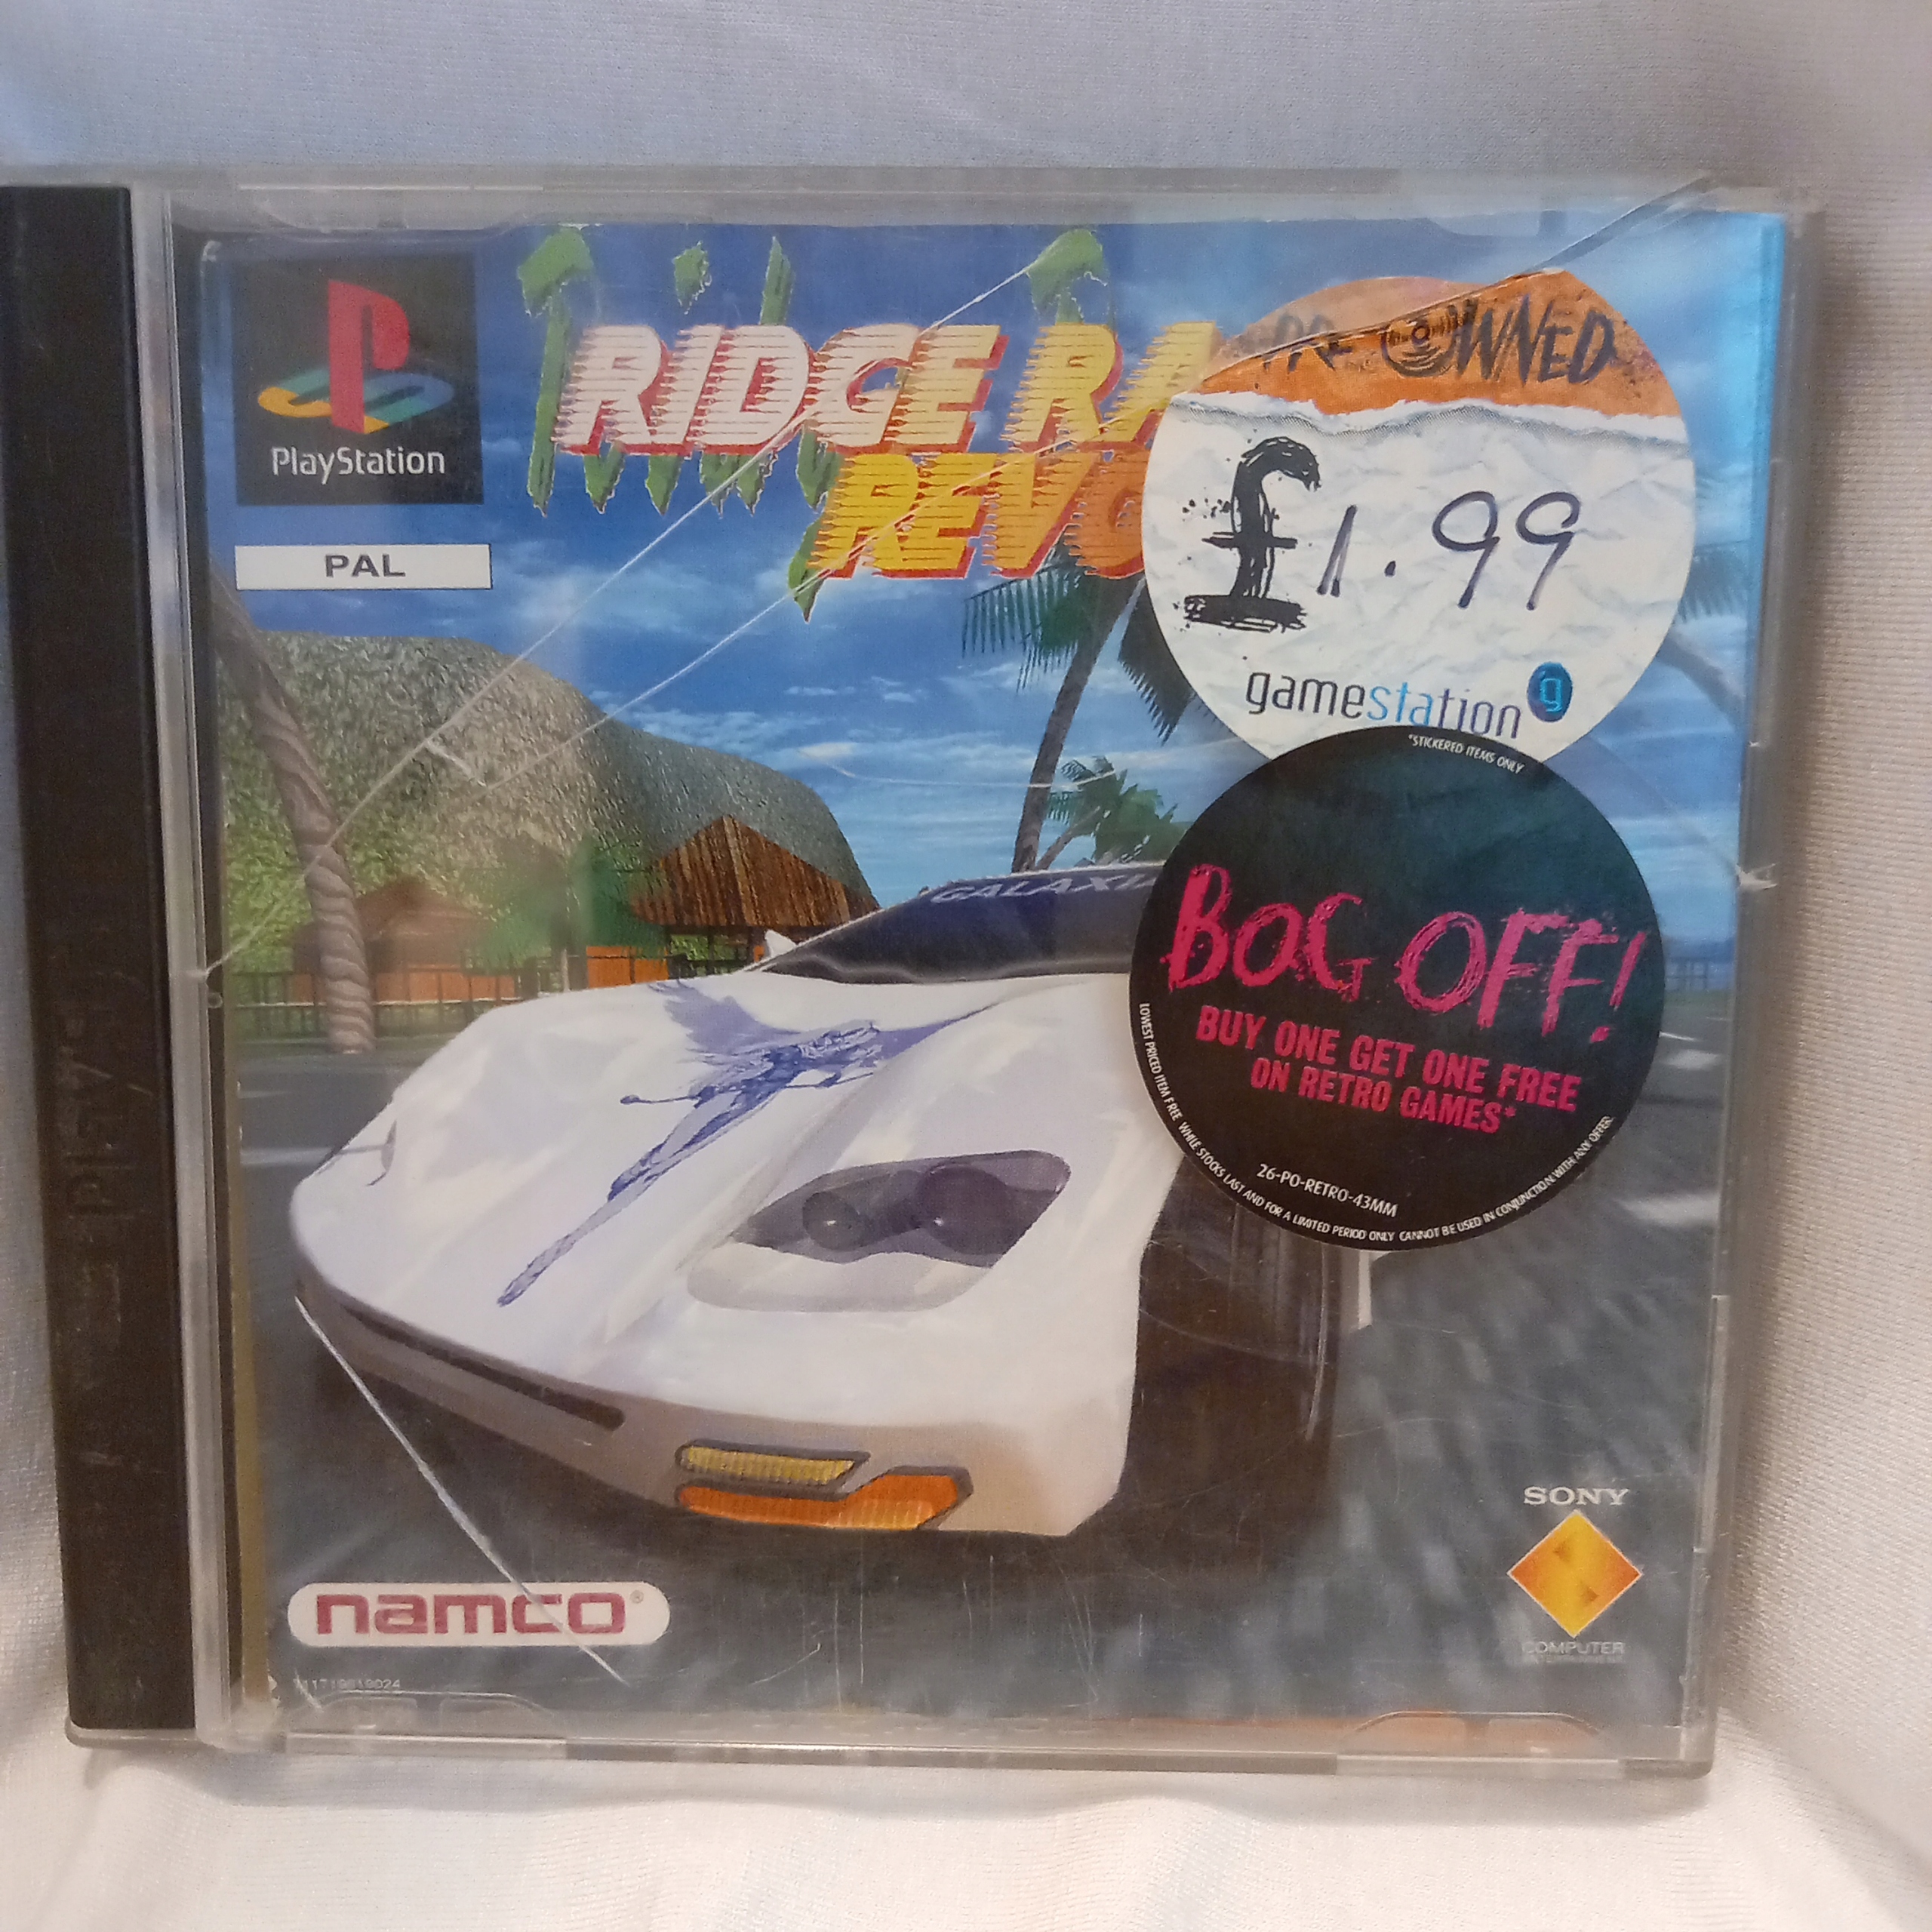 PlayStation
PAL
RIDGE RA
REVO
PRE OWNED
£1.99
gamestation g
*STICKERED ITEMS ONLY
BOG OFF!
BUY ONE GET ONE FREE
ON RETRO GAMES*
26-PO-RETRO-43MM
LOWEST PRICED ITEM FREE WHILE STOCKS LAST AND FOR A LIMITED PERIOD ONLY CANNOT BE USED IN CONJUNCTION WITH ANY OFFER
GALAXIA
namco®
SONY
COMPUTER
ENTERTAINMENT